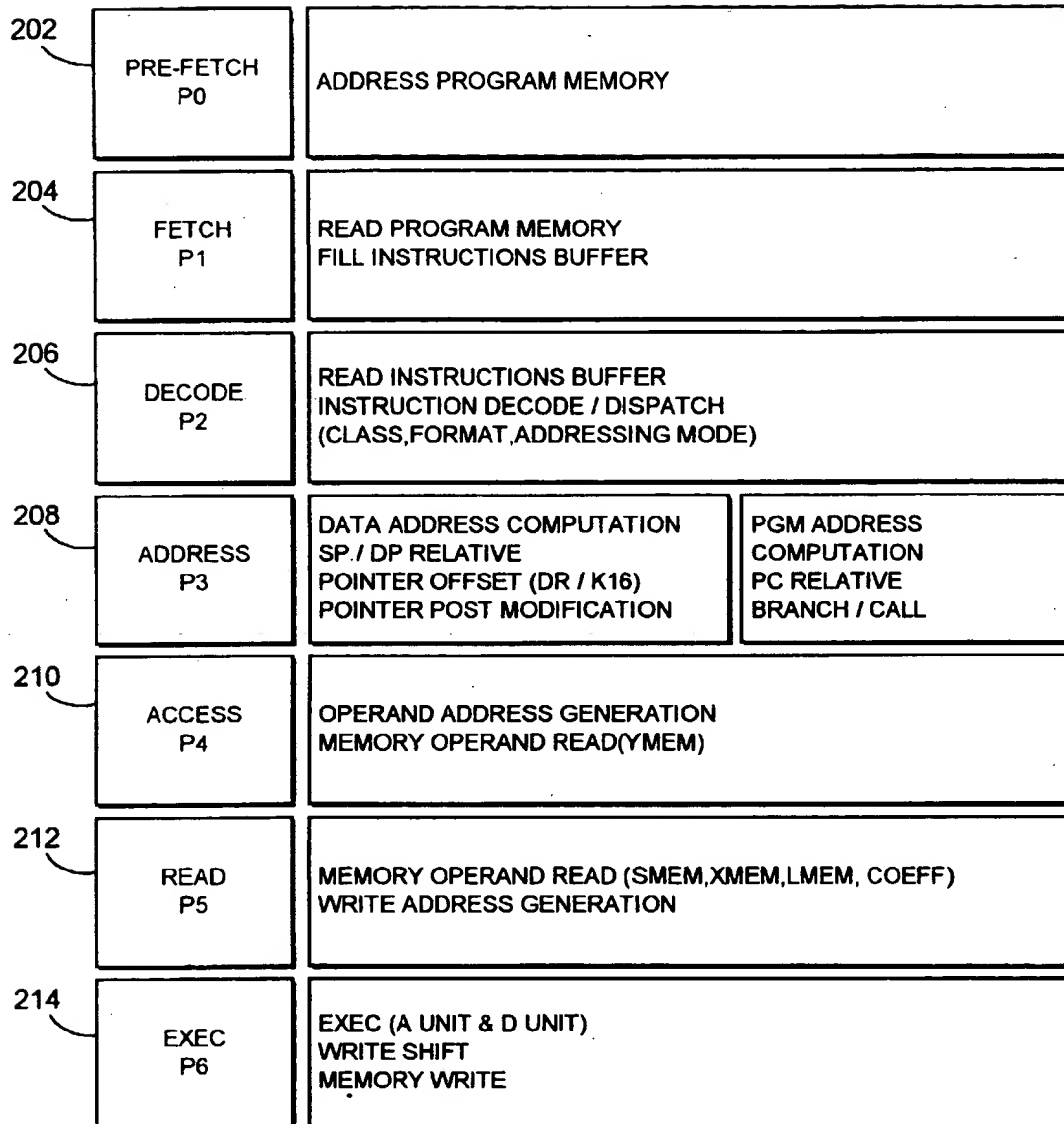 202
PRE-FETCH
P0
ADDRESS PROGRAM MEMORY
204
FETCH
P1
READ PROGRAM MEMORY
FILL INSTRUCTIONS BUFFER
206
DECODE
P2
READ INSTRUCTIONS BUFFER
INSTRUCTION DECODE / DISPATCH
(CLASS,FORMAT,ADDRESSING MODE)
208
ADDRESS
P3
DATA ADDRESS COMPUTATION
SP / DP RELATIVE
POINTER OFFSET (DR / K16)
POINTER POST MODIFICATION
PGM ADDRESS
COMPUTATION
PC RELATIVE
BRANCH / CALL
210
ACCESS
P4
OPERAND ADDRESS GENERATION
MEMORY OPERAND READ(YMEM)
212
READ
P5
MEMORY OPERAND READ (SMEM,XMEM,LMEM, COEFF)
WRITE ADDRESS GENERATION
214
EXEC
P6
EXEC (A UNIT & D UNIT)
WRITE SHIFT
MEMORY WRITE